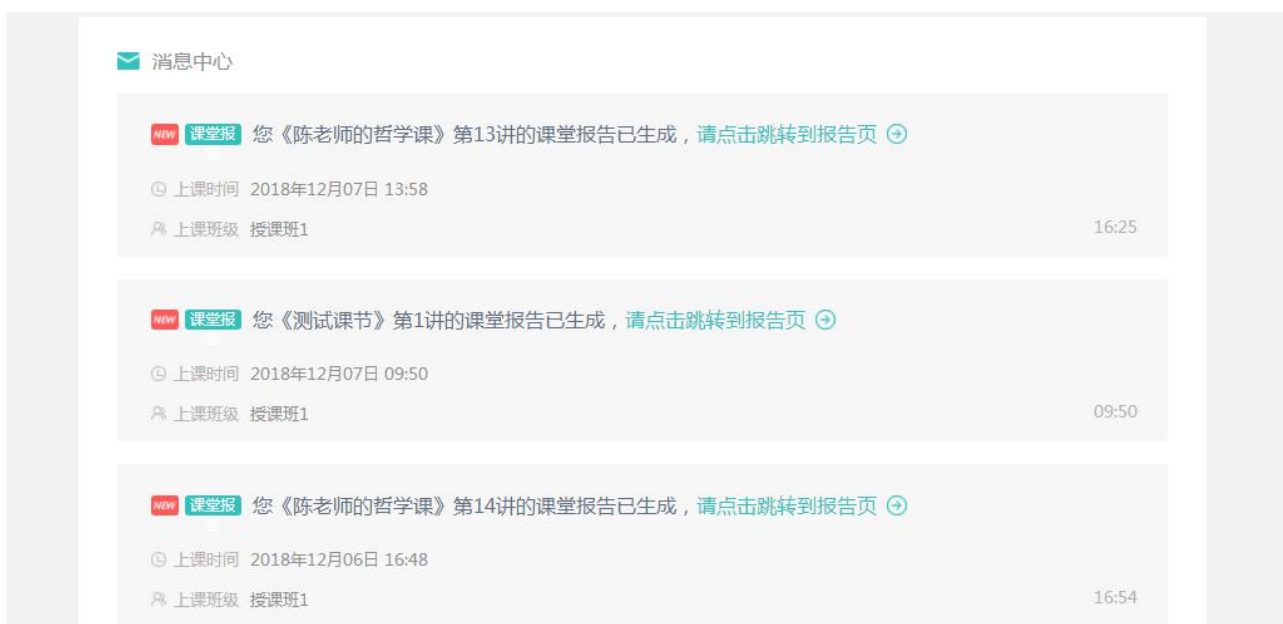 消息中心
NEW 课堂报 您《陈老师的哲学课》第13讲的课堂报告已生成，请点击跳转到报告页
上课时间 2018年12月07日 13:58
上课班级 授课班1 16:25
NEW 课堂报 您《测试课节》第1讲的课堂报告已生成，请点击跳转到报告页
上课时间 2018年12月07日 09:50
上课班级 授课班1 09:50
NEW 课堂报 您《陈老师的哲学课》第14讲的课堂报告已生成，请点击跳转到报告页
上课时间 2018年12月06日 16:48
上课班级 授课班1 16:54